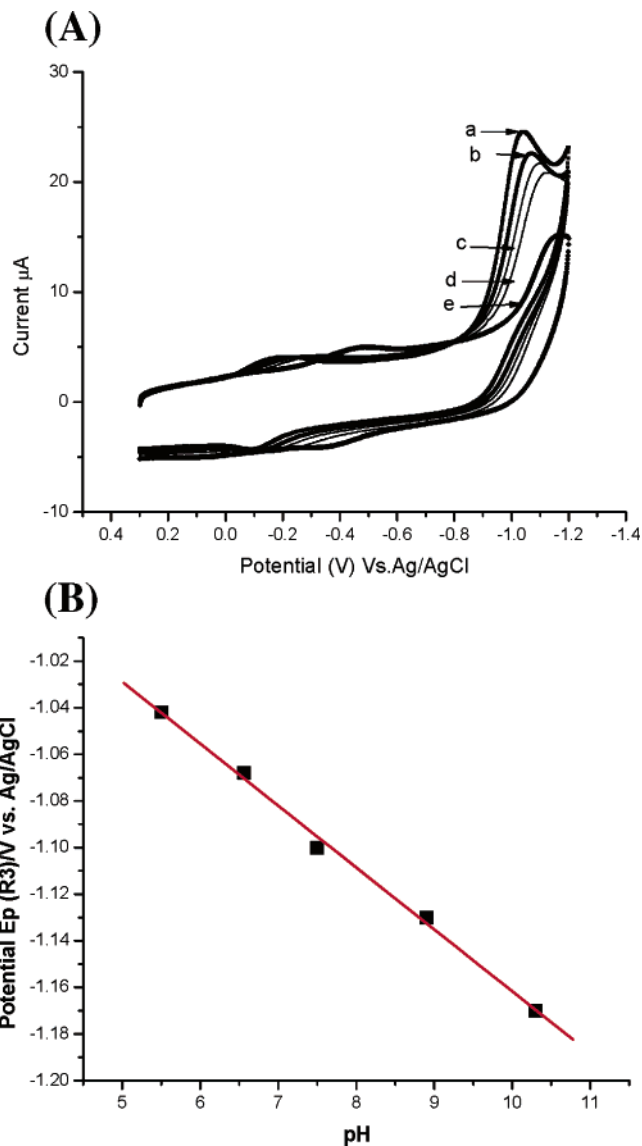 (A)
30
20
10
0
-10
Current µA
a
b
c
d
e
0.4 0.2 0.0 -0.2 -0.4 -0.6 -0.8 -1.0 -1.2 -1.4
Potential (V) Vs.Ag/AgCl
(B)
-1.02
-1.04
-1.06
-1.08
-1.10
-1.12
-1.14
-1.16
-1.18
-1.20
Potential Ep (R3)/V vs. Ag/AgCl
5 6 7 8 9 10 11
pH